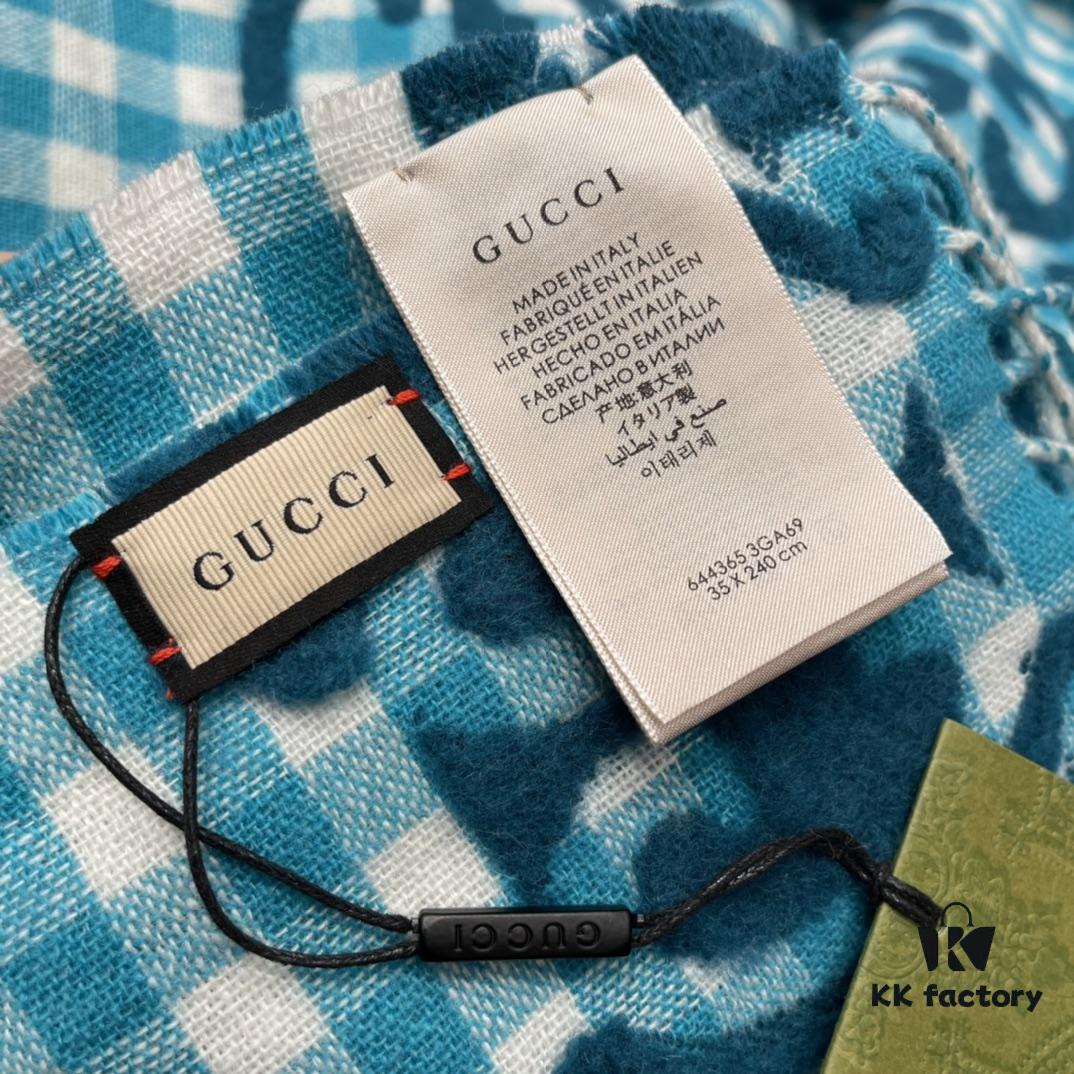 GUCCI
MADE IN ITALY
FABRIQUÉ EN ITALIE
HERGESTELLT IN ITALIEN
HECHO EN ITALIA
FABRICADO EM ITÁLIA
СДЕЛАНО В ИТАЛИИ
产地:意大利
イタリア製
صنع في ايطاليا
이태리제
644365 3GA69
35 X 240 cm
GUCCI
GUCCI
KK factory